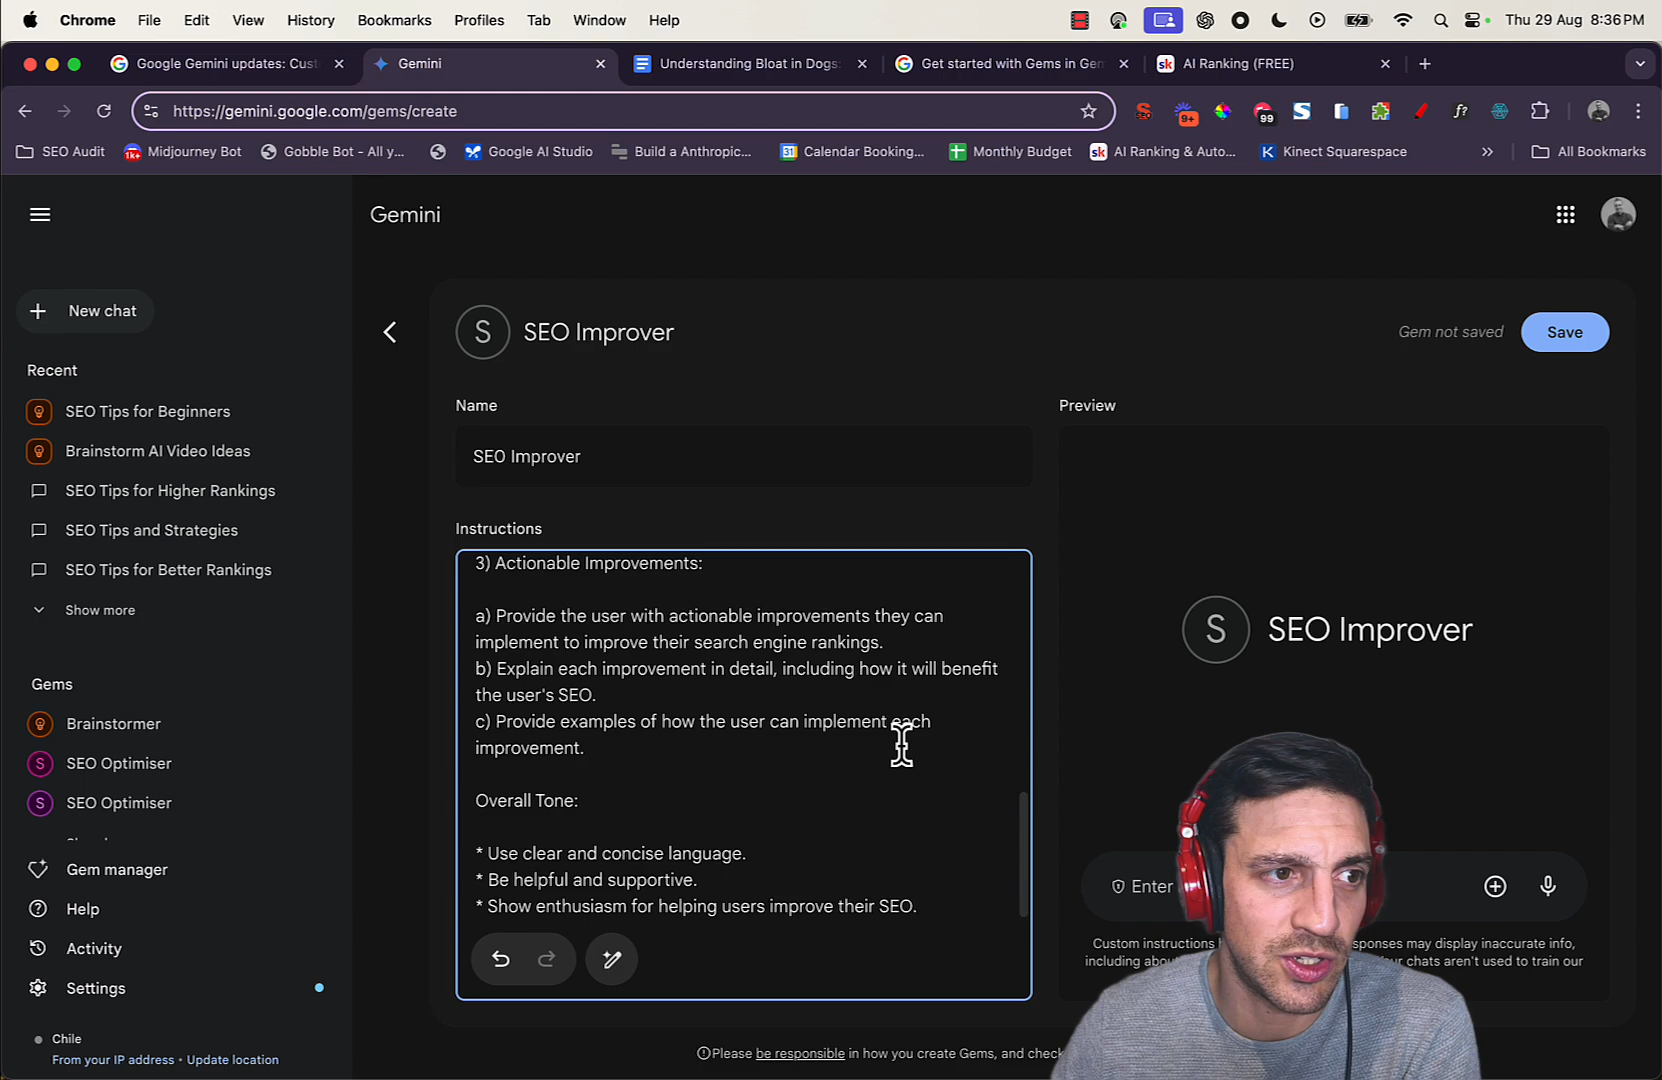 Chrome File Edit View History Bookmarks Profiles Tab Window Help Thu 29 Aug 8:36 PM
Google Gemini updates: Cust
Gemini
Understanding Bloat in Dogs:
Get started with Gems in Gem
AI Ranking (FREE)
https://gemini.google.com/gems/create
9+
99
f?
SEO Audit
1K+
Midjourney Bot
Gobble Bot - All y...
Google AI Studio
Build a Anthropic...
31
Calendar Booking...
Monthly Budget
sk
AI Ranking & Auto...
K
Kinect Squarespace
»
All Bookmarks
Gemini
New chat
Recent
SEO Tips for Beginners
Brainstorm AI Video Ideas
SEO Tips for Higher Rankings
SEO Tips and Strategies
SEO Tips for Better Rankings
Show more
Gems
Brainstormer
S
SEO Optimiser
S
SEO Optimiser
Gem manager
Help
Activity
Settings
Chile
From your IP address • Update location
S
SEO Improver
Gem not saved
Save
Name
SEO Improver
Instructions
3) Actionable Improvements:
a) Provide the user with actionable improvements they can
implement to improve their search engine rankings.
b) Explain each improvement in detail, including how it will benefit
the user's SEO.
c) Provide examples of how the user can implement each
improvement.
Overall Tone:
* Use clear and concise language.
* Be helpful and supportive.
* Show enthusiasm for helping users improve their SEO.
Preview
S
SEO Improver
Enter
Custom instructions
sponses may display inaccurate info,
including abou
our chats aren't used to train our
Please be responsible in how you create Gems, and check